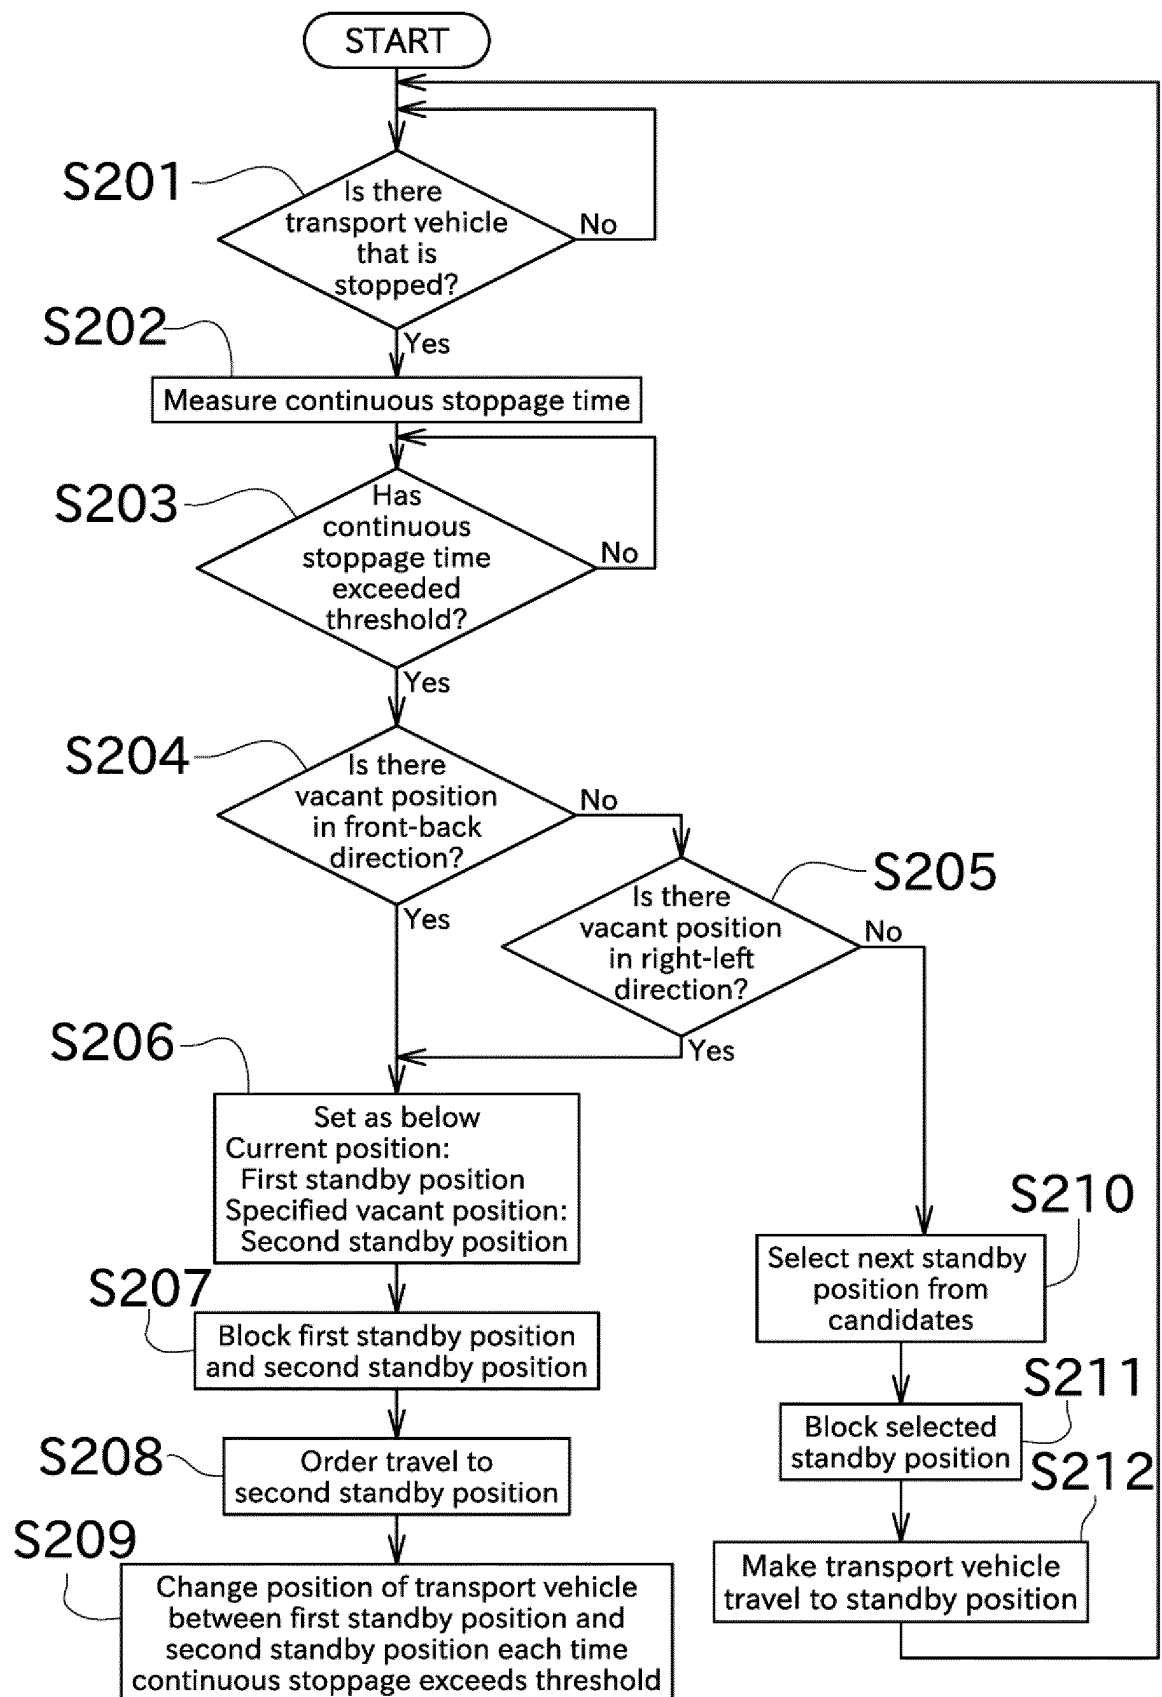 START
S201
Is there
transport vehicle
that is
stopped?
No
Yes
S202
Measure continuous stoppage time
S203
Has
continuous
stoppage time
exceeded
threshold?
No
Yes
S204
Is there
vacant position
in front-back
direction?
No
Yes
S205
Is there
vacant position
in right-left
direction?
No
Yes
S206
Set as below
Current position:
First standby position
Specified vacant position:
Second standby position
S207
Block first standby position
and second standby position
S208
Order travel to
second standby position
S209
Change position of transport vehicle
between first standby position and
second standby position each time
continuous stoppage exceeds threshold
S210
Select next standby
position from
candidates
S211
Block selected
standby position
S212
Make transport vehicle
travel to standby position